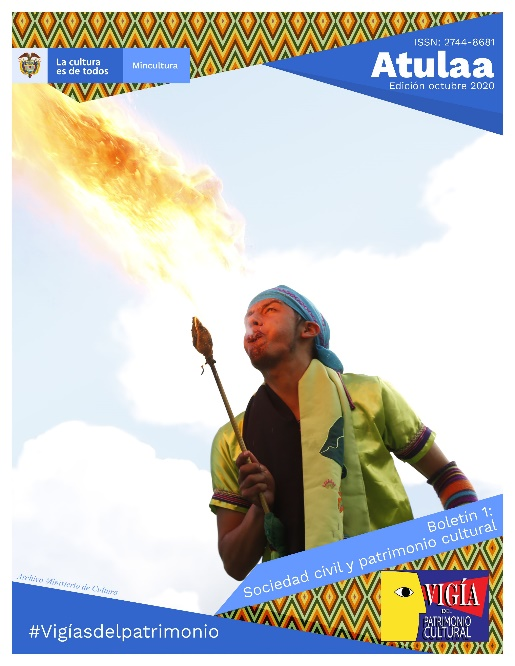 ISSN: 2744-8681
La cultura
es de todos
Mincultura
Atulaa
Edición octubre 2020
Boletín 1:
Sociedad civil y patrimonio cultural
Archivo Ministerio de Cultura
#Vigíasdelpatrimonio
VIGÍA
DEL
PATRIMONIO
CULTURAL